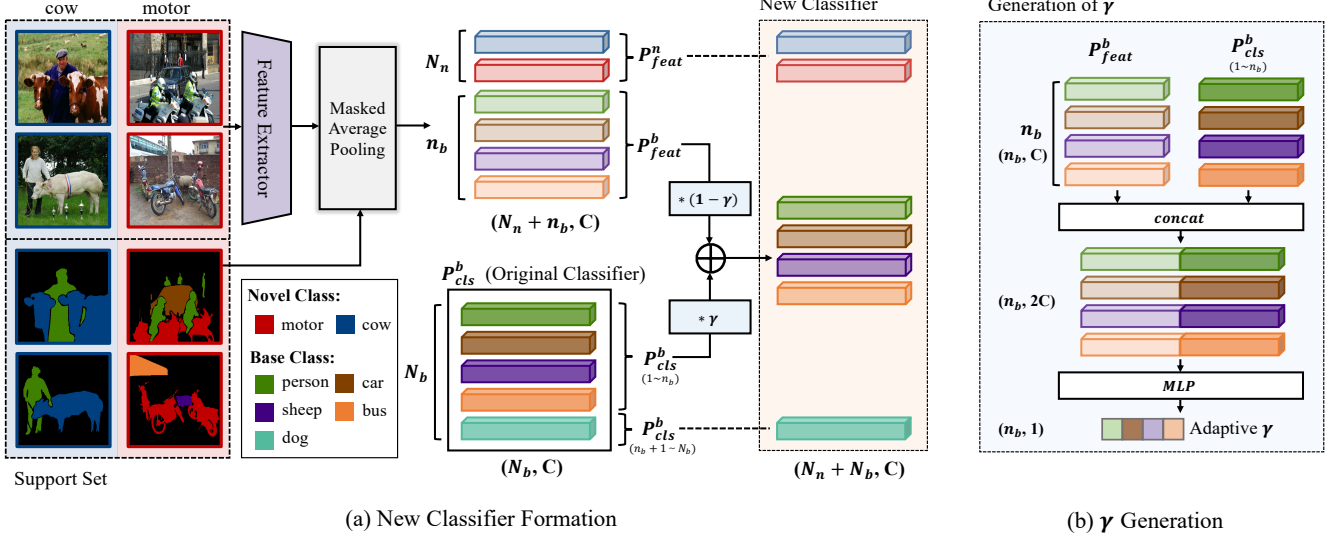 cow
motor
Feature Extractor
Masked
Average
Pooling
Support Set
Novel Class:
motor
cow
Base Class:
person
car
sheep
bus
dog
N_n
n_b
P^n_feat
P^b_feat
(N_n + n_b, C)
P^b_cls (Original Classifier)
N_b
P^b_cls
(1~n_b)
P^b_cls
(n_b + 1~N_b)
(N_b, C)
* (1 − γ)
* γ
New Classifier
(N_n + N_b, C)
(a) New Classifier Formation
Generation of γ
P^b_feat
P^b_cls
(1~n_b)
n_b
(n_b, C)
concat
(n_b, 2C)
MLP
(n_b, 1)
Adaptive γ
(b) γ Generation